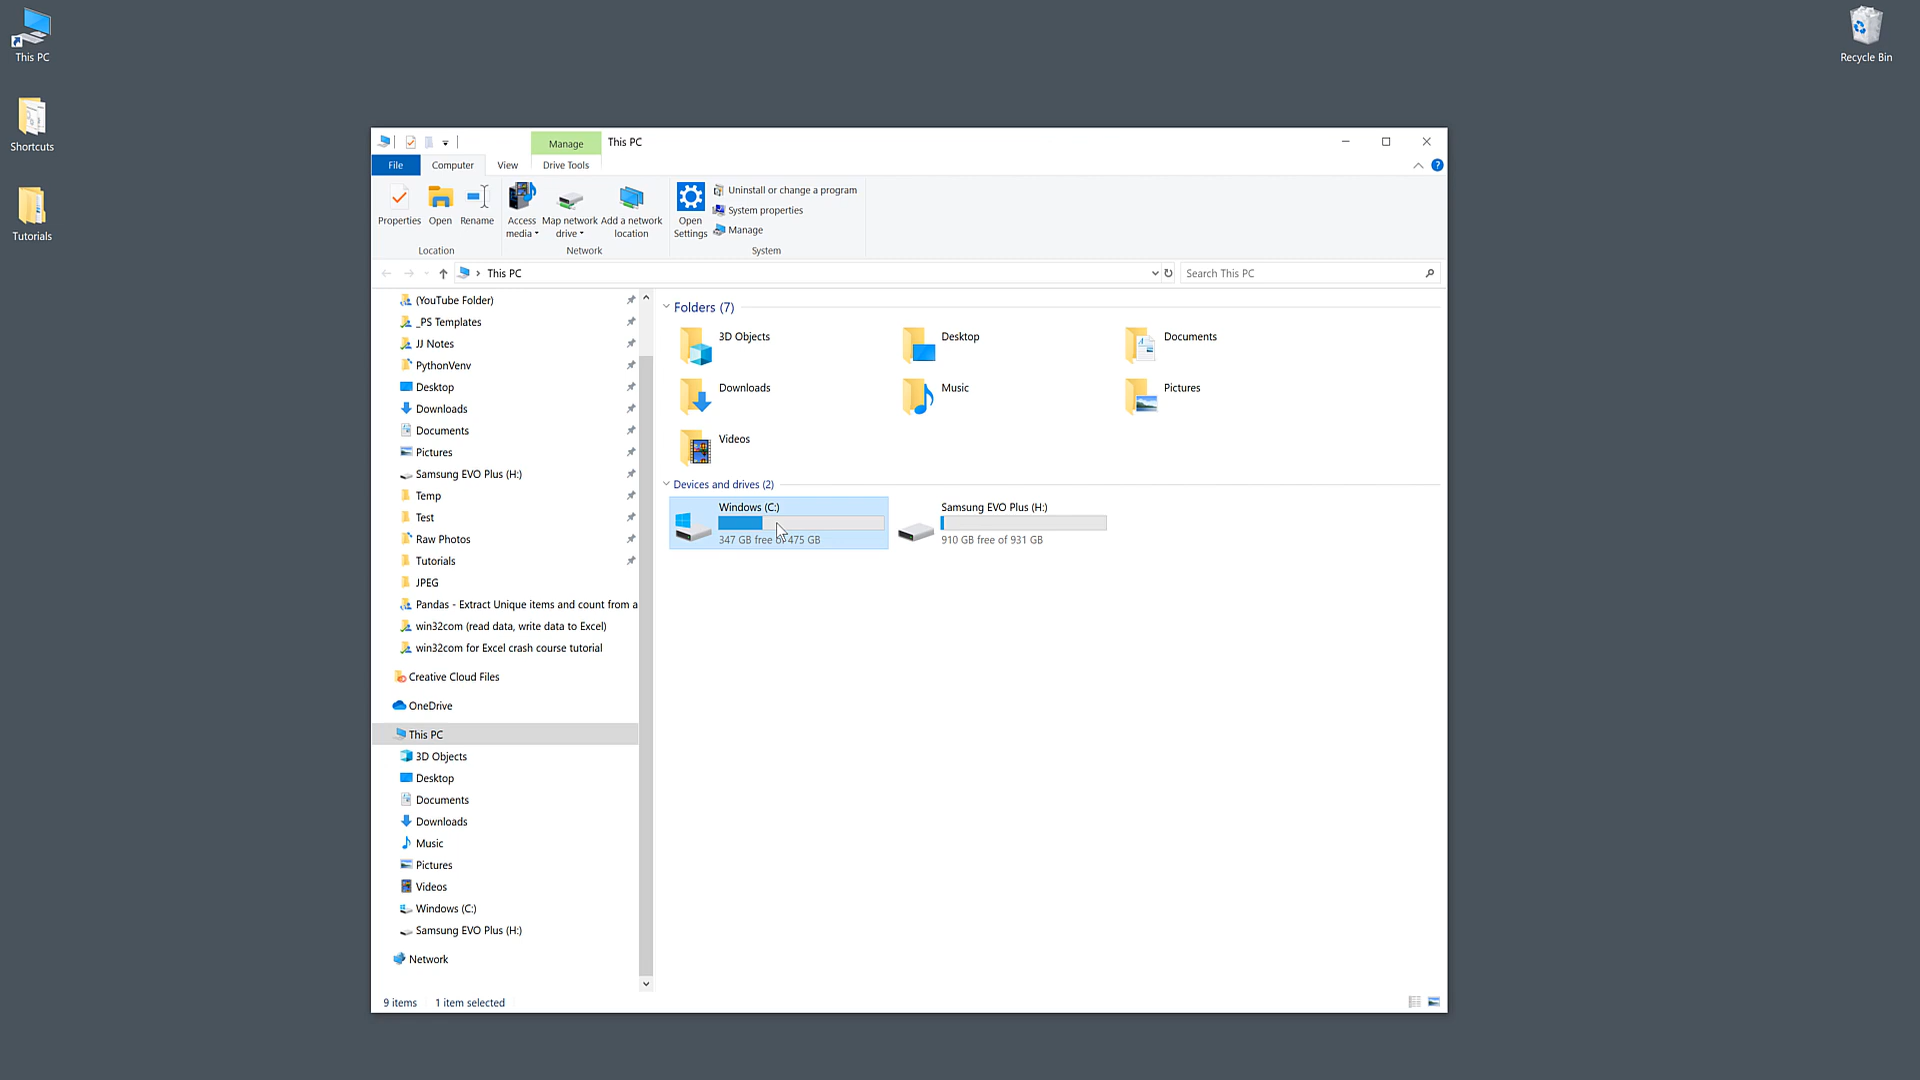 This PC
Recycle Bin
Shortcuts
Tutorials
Manage
This PC
File
Computer
View
Drive Tools
Properties
Open
Rename
Access media
Map network drive
Add a network location
Open Settings
Uninstall or change a program
System properties
Manage
Location
Network
System
This PC
Search This PC
(YouTube Folder)
_PS Templates
JJ Notes
PythonVenv
Desktop
Downloads
Documents
Pictures
Samsung EVO Plus (H:)
Temp
Test
Raw Photos
Tutorials
JPEG
Pandas - Extract Unique items and count from a
win32com (read data, write data to Excel)
win32com for Excel crash course tutorial
Creative Cloud Files
OneDrive
This PC
3D Objects
Desktop
Documents
Downloads
Music
Pictures
Videos
Windows (C:)
Samsung EVO Plus (H:)
Network
Folders (7)
3D Objects
Desktop
Documents
Downloads
Music
Pictures
Videos
Devices and drives (2)
Windows (C:)
347 GB free of 475 GB
Samsung EVO Plus (H:)
910 GB free of 931 GB
9 items
1 item selected